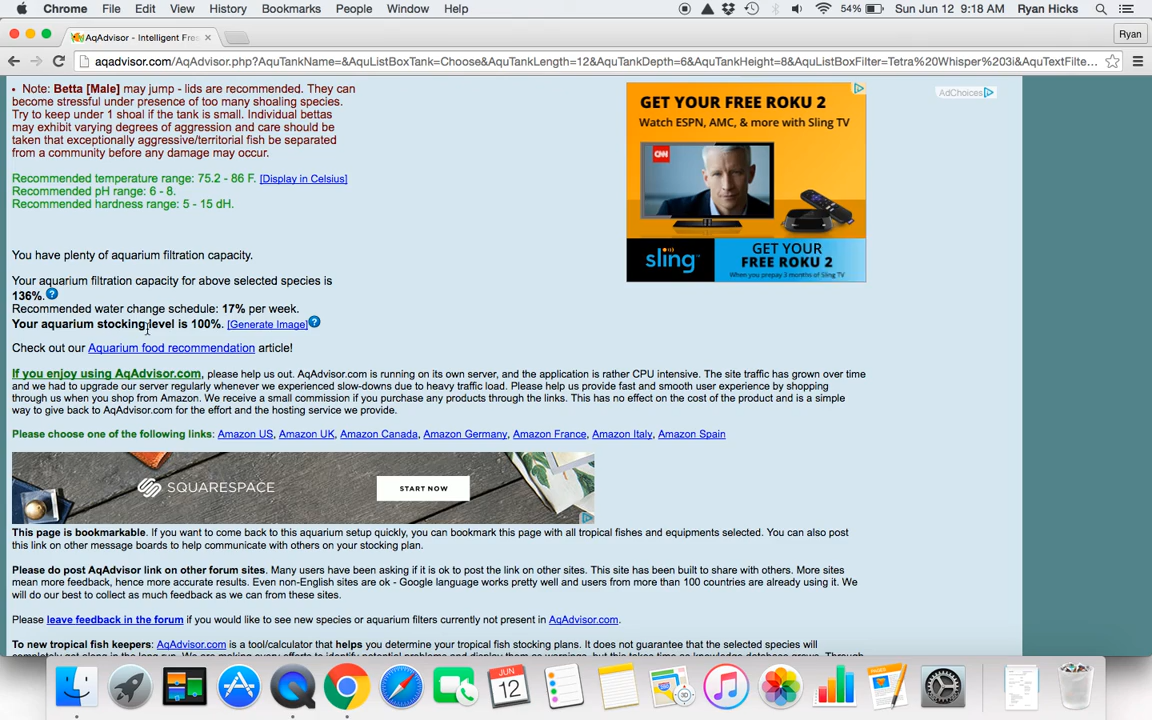 Chrome File Edit View History Bookmarks People Window Help 54% Sun Jun 12 9:18 AM Ryan Hicks
AqAdvisor - Intelligent Fres × Ryan
aqadvisor.com/AqAdvisor.php?AquTankName=&AquListBoxTank=Choose&AquTankLength=12&AquTankDepth=6&AquTankHeight=8&AquListBoxFilter=Tetra%20Whisper%203i&AquTextFilte...
• Note: Betta [Male] may jump - lids are recommended. They can
become stressful under presence of too many shoaling species.
Try to keep under 1 shoal if the tank is small. Individual bettas
may exhibit varying degrees of aggression and care should be
taken that exceptionally aggressive/territorial fish be separated
from a community before any damage may occur.
Recommended temperature range: 75.2 - 86 F. [Display in Celsius]
Recommended pH range: 6 - 8.
Recommended hardness range: 5 - 15 dH.
GET YOUR FREE ROKU 2
Watch ESPN, AMC, & more with Sling TV
CNN
sling
GET YOUR
FREE ROKU 2
When you prepay 3 months of Sling TV
AdChoices
You have plenty of aquarium filtration capacity.
Your aquarium filtration capacity for above selected species is
136%. ?
Recommended water change schedule: 17% per week.
Your aquarium stocking level is 100%. [Generate Image] ?
Check out our Aquarium food recommendation article!
If you enjoy using AqAdvisor.com, please help us out. AqAdvisor.com is running on its own server, and the application is rather CPU intensive. The site traffic has grown over time
and we had to upgrade our server regularly whenever we experienced slow-downs due to heavy traffic load. Please help us provide fast and smooth user experience by shopping
through us when you shop from Amazon. We receive a small commission if you purchase any products through the links. This has no effect on the cost of the product and is a simple
way to give back to AqAdvisor.com for the effort and the hosting service we provide.
Please choose one of the following links: Amazon US, Amazon UK, Amazon Canada, Amazon Germany, Amazon France, Amazon Italy, Amazon Spain
SQUARESPACE
START NOW
This page is bookmarkable. If you want to come back to this aquarium setup quickly, you can bookmark this page with all tropical fishes and equipments selected. You can also post
this link on other message boards to help communicate with others on your stocking plan.
Please do post AqAdvisor link on other forum sites. Many users have been asking if it is ok to post the link on other sites. This site has been built to share with others. More sites
mean more feedback, hence more accurate results. Even non-English sites are ok - Google language works pretty well and users from more than 100 countries are already using it. We
will do our best to collect as much feedback as we can from these sites.
Please leave feedback in the forum if you would like to see new species or aquarium filters currently not present in AqAdvisor.com.
To new tropical fish keepers: AqAdvisor.com is a tool/calculator that helps you determine your tropical fish stocking plans. It does not guarantee that the selected species will
JUN
12